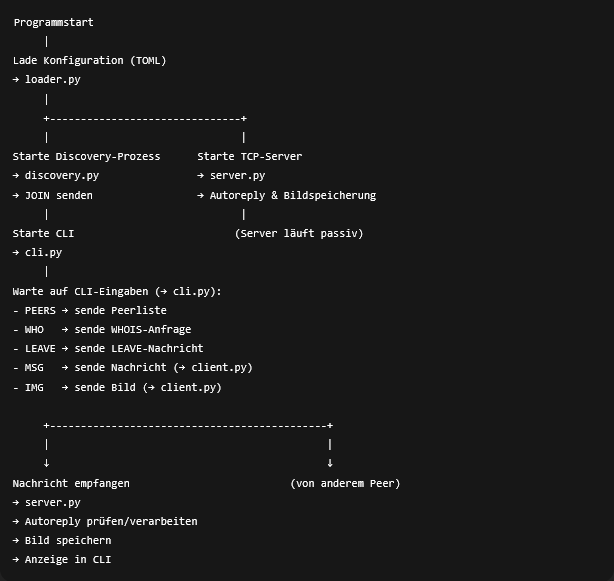 Programmstart
|
Lade Konfiguration (TOML)
→ loader.py
|
+-------------------------------+
| |
Starte Discovery-Prozess Starte TCP-Server
→ discovery.py → server.py
→ JOIN senden → Autoreply & Bildspeicherung
| |
Starte CLI (Server läuft passiv)
→ cli.py
|
Warte auf CLI-Eingaben (→ cli.py):
- PEERS → sende Peerliste
- WHO → sende WHOIS-Anfrage
- LEAVE → sende LEAVE-Nachricht
- MSG → sende Nachricht (→ client.py)
- IMG → sende Bild (→ client.py)
+---------------------------------------------+
| |
↓ ↓
Nachricht empfangen (von anderem Peer)
→ server.py
→ Autoreply prüfen/verarbeiten
→ Bild speichern
→ Anzeige in CLI